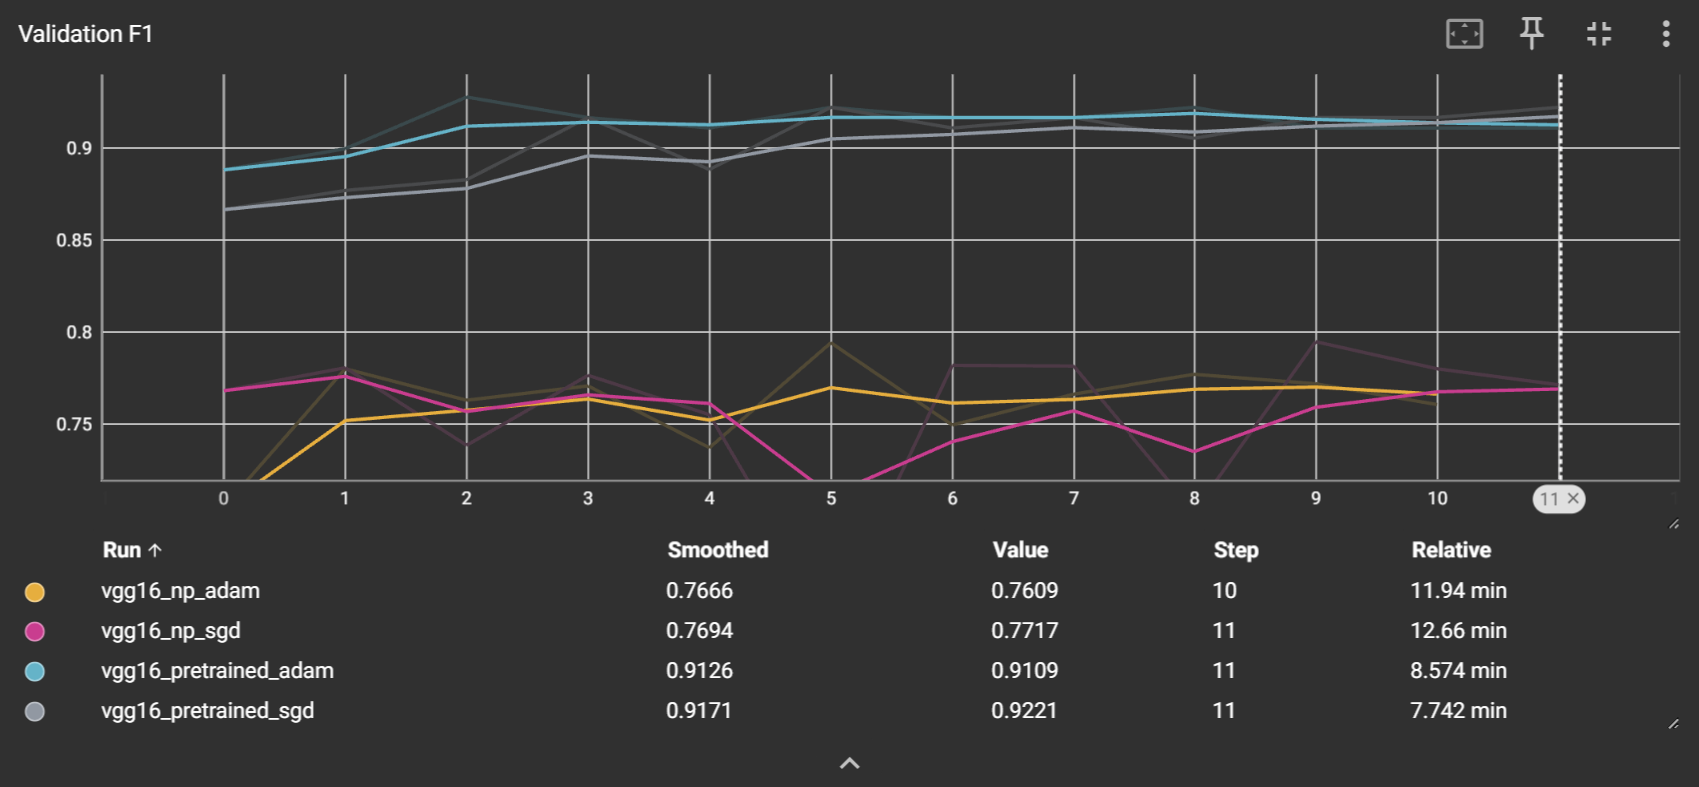 Validation F1
0.9
0.85
0.8
0.75
0 1 2 3 4 5 6 7 8 9 10 11 ×
Run ↑ Smoothed Value Step Relative
vgg16_np_adam 0.7666 0.7609 10 11.94 min
vgg16_np_sgd 0.7694 0.7717 11 12.66 min
vgg16_pretrained_adam 0.9126 0.9109 11 8.574 min
vgg16_pretrained_sgd 0.9171 0.9221 11 7.742 min